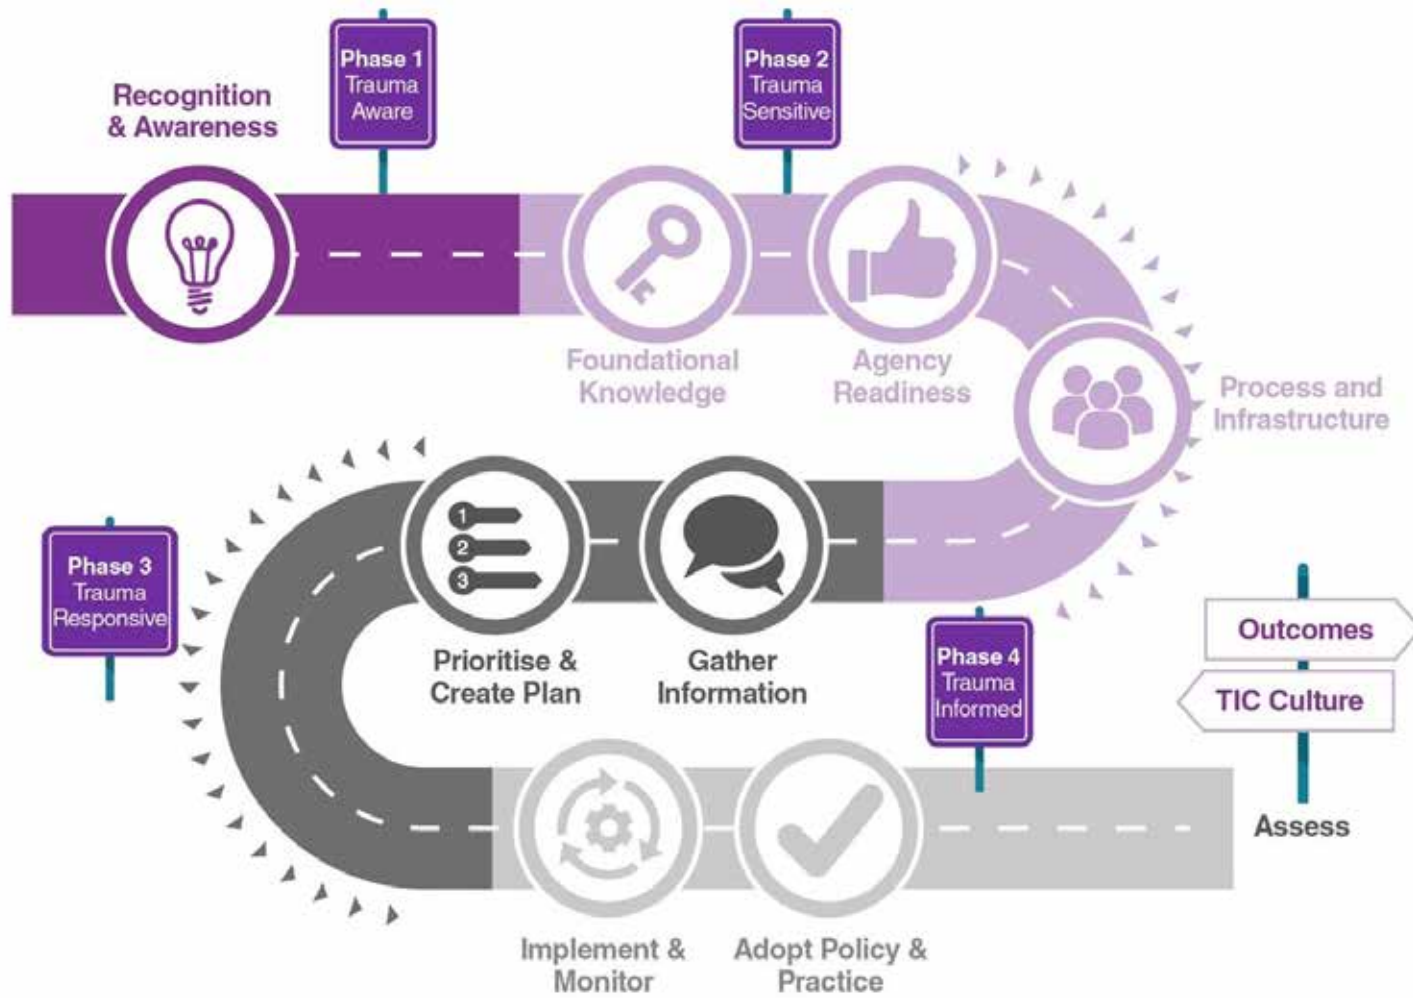 Recognition
& Awareness
Phase 1
Trauma
Aware
Phase 2
Trauma
Sensitive
Foundational
Knowledge
Agency
Readiness
Process and
Infrastructure
Gather
Information
Prioritise &
Create Plan
1
2
3
Phase 3
Trauma
Responsive
Implement &
Monitor
Adopt Policy &
Practice
Phase 4
Trauma
Informed
Outcomes
TIC Culture
Assess